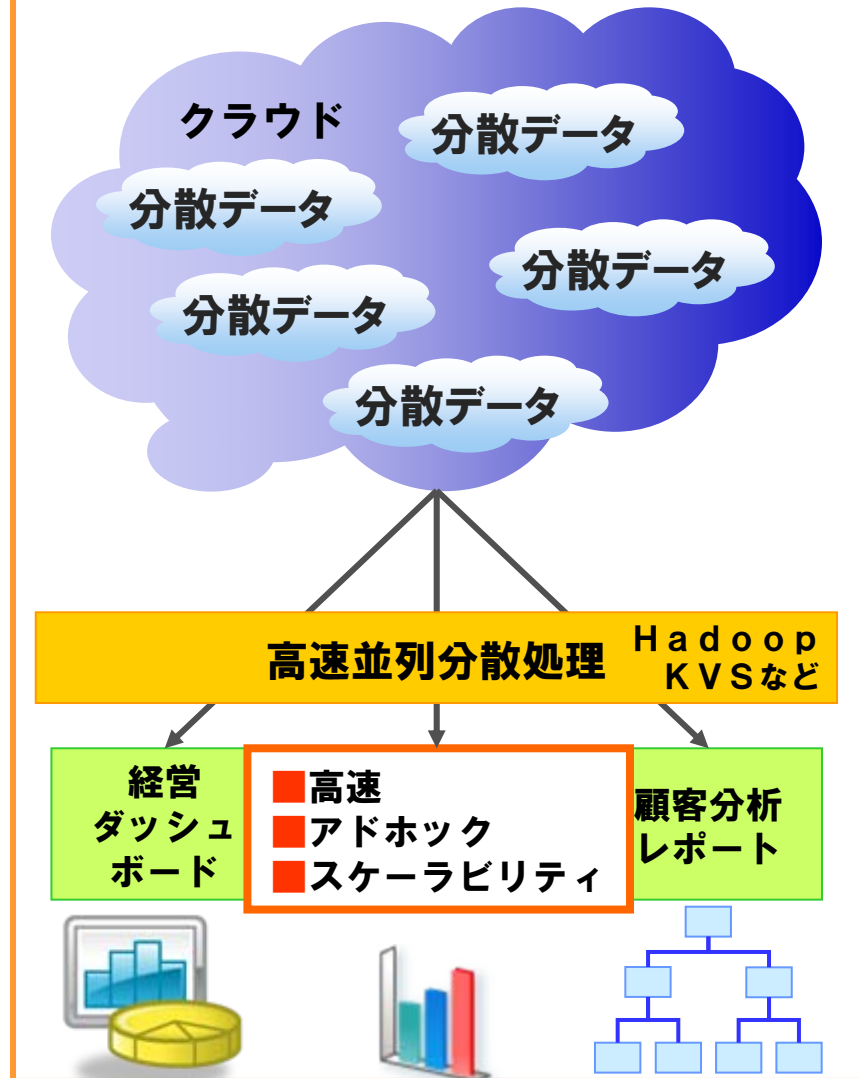 クラウド
分散データ
分散データ
分散データ
分散データ
分散データ
高速並列分散処理
Ｈａｄｏｏｐ
ＫＶＳなど
経営
ダッシュ
ボード
■高速
■アドホック
■スケーラビリティ
顧客分析
レポート